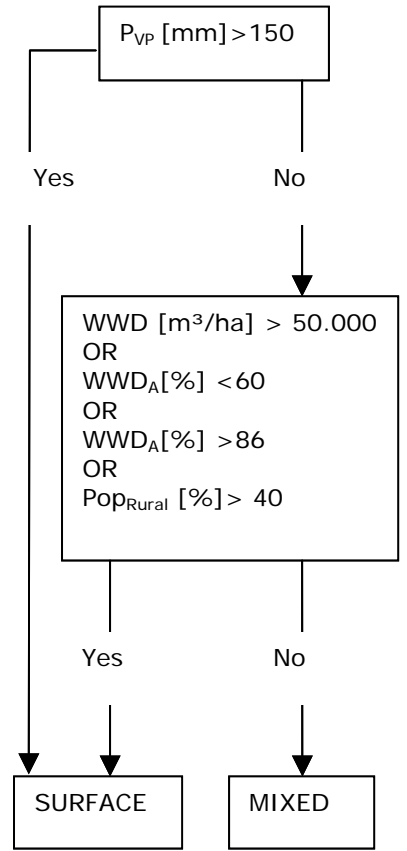 P_VP [mm]>150
Yes
No
WWD [m³/ha] > 50.000
OR
WWD_A[%] <60
OR
WWD_A[%] >86
OR
Pop_Rural [%]> 40
Yes
No
SURFACE
MIXED